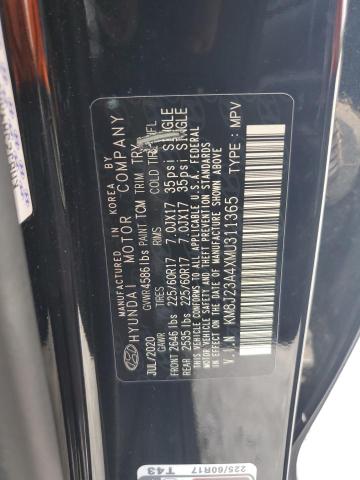 MANUFACTURED IN KOREA BY
HYUNDAI MOTOR COMPANY
JUL/2020 GVWR 4586 lbs PAINT TCM TRIM TRY
GAWR TIRE RIMS COLD TIRE INFL
FRONT 2646 lbs 225/60R17 7.0JX17 35psi SINGLE
REAR 2535 lbs 225/60R17 7.0JX17 35psi SINGLE
THIS VEHICLE CONFORMS TO ALL APPLICABLE U.S.A. FEDERAL
MOTOR VEHICLE SAFETY, BUMPER AND THEFT PREVENTION STANDARDS
IN EFFECT ON THE DATE OF MANUFACTURE SHOWN ABOVE.
V.I.N KM8J23A4XMU311365 TYPE: MPV
225/60R17
T43